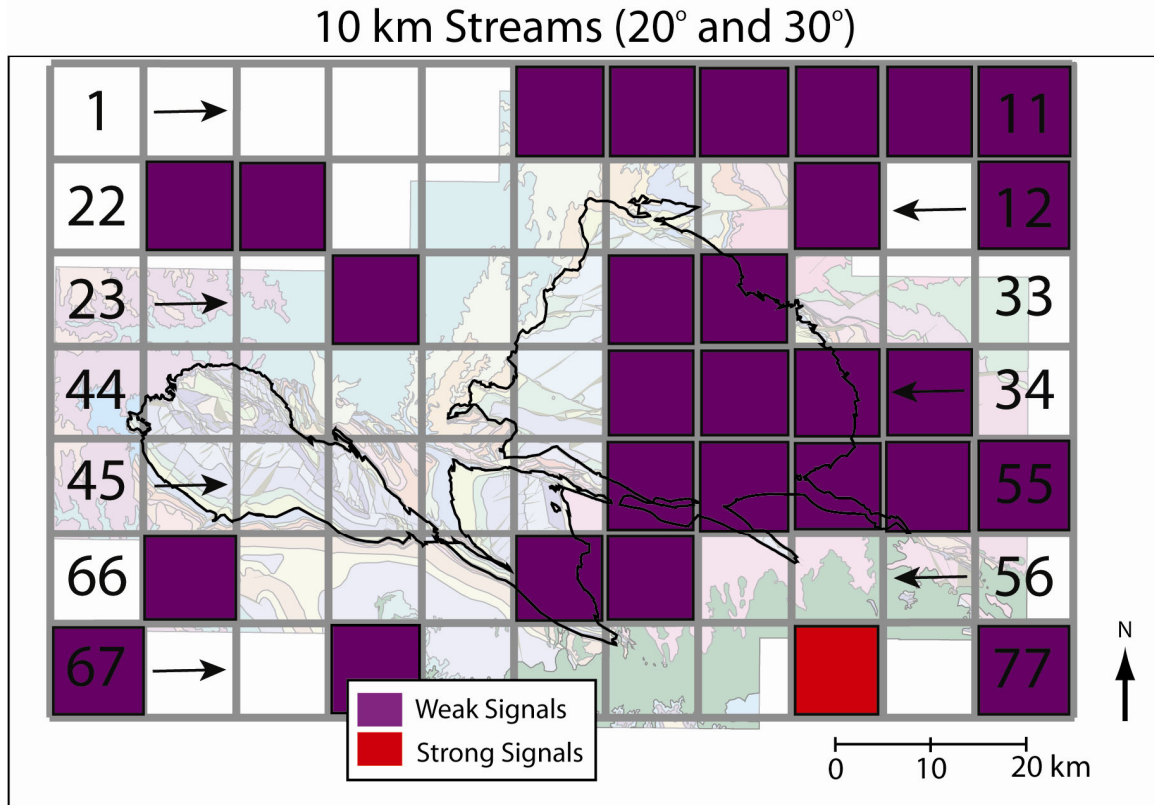 10 km Streams (20° and 30°)
1 11
22 12
23 33
44 34
45 55
66 56
67 77
N
Weak Signals
Strong Signals
0 10 20 km